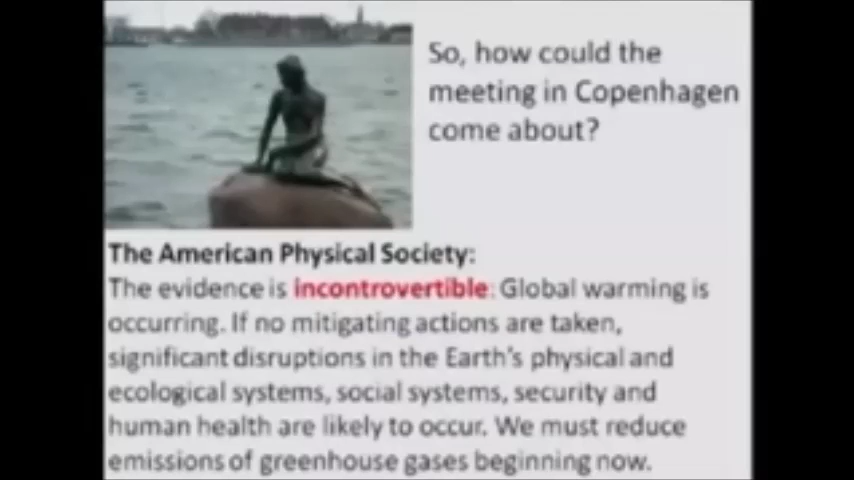 So, how could the
meeting in Copenhagen
come about?
The American Physical Society:
The evidence is incontrovertible: Global warming is
occurring. If no mitigating actions are taken,
significant disruptions in the Earth's physical and
ecological systems, social systems, security and
human health are likely to occur. We must reduce
emissions of greenhouse gases beginning now.